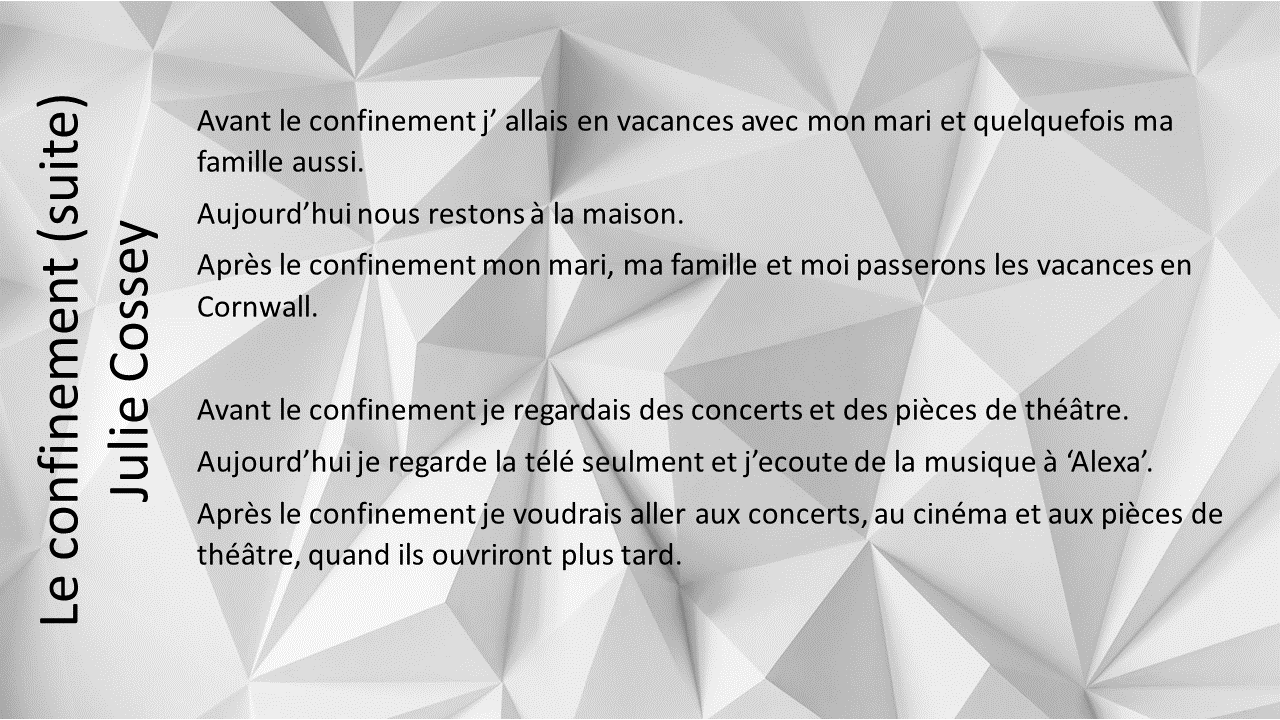 Le confinement (suite)
Julie Cossey
Avant le confinement j’ allais en vacances avec mon mari et quelquefois ma
famille aussi.
Aujourd’hui nous restons à la maison.
Après le confinement mon mari, ma famille et moi passerons les vacances en
Cornwall.
Avant le confinement je regardais des concerts et des pièces de théâtre.
Aujourd’hui je regarde la télé seulment et j’ecoute de la musique à ‘Alexa’.
Après le confinement je voudrais aller aux concerts, au cinéma et aux pièces de
théâtre, quand ils ouvriront plus tard.